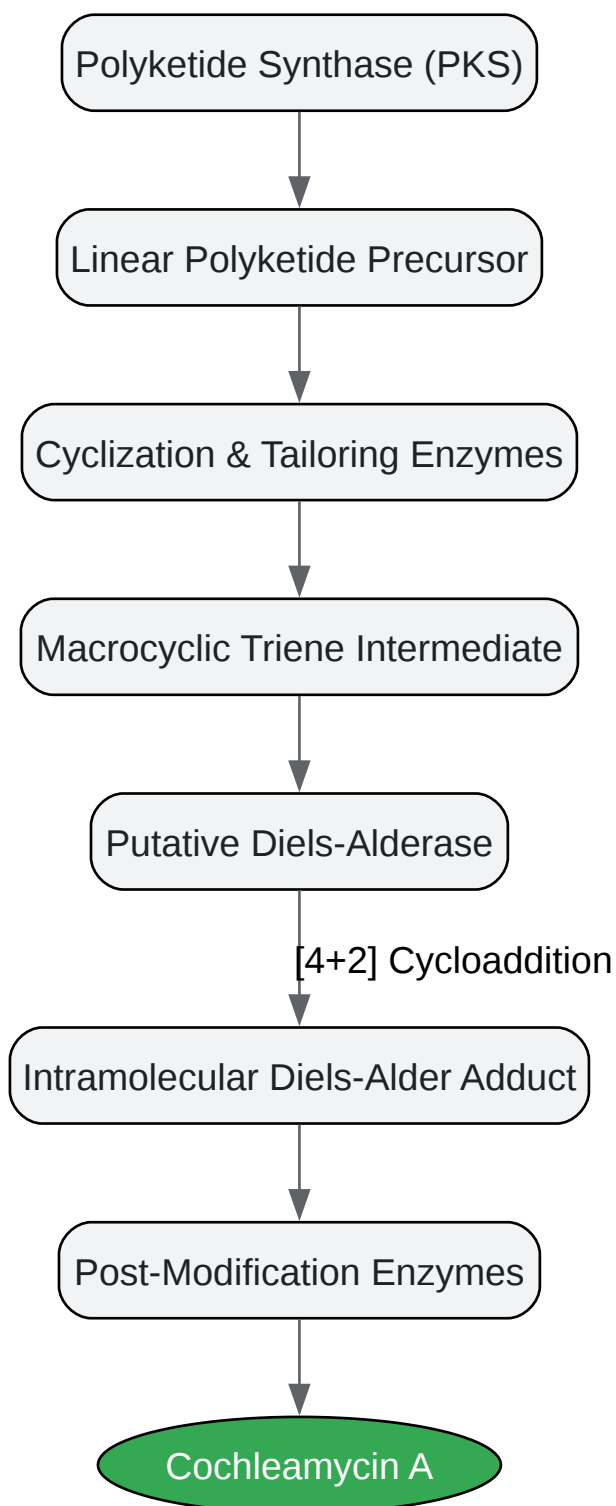 Polyketide Synthase (PKS)
Linear Polyketide Precursor
Cyclization & Tailoring Enzymes
Macrocyclic Triene Intermediate
Putative Diels-Alderase
[4+2] Cycloaddition
Intramolecular Diels-Alder Adduct
Post-Modification Enzymes
Cochleamycin A